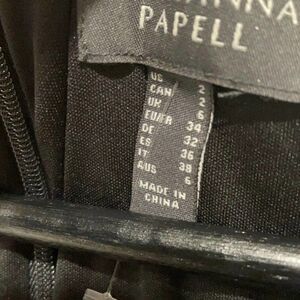 PAPELL
US 2
CAN 2
UK 6
EU/FR 34
DE 32
ES 36
IT 38
AUS 6
MADE IN
CHINA